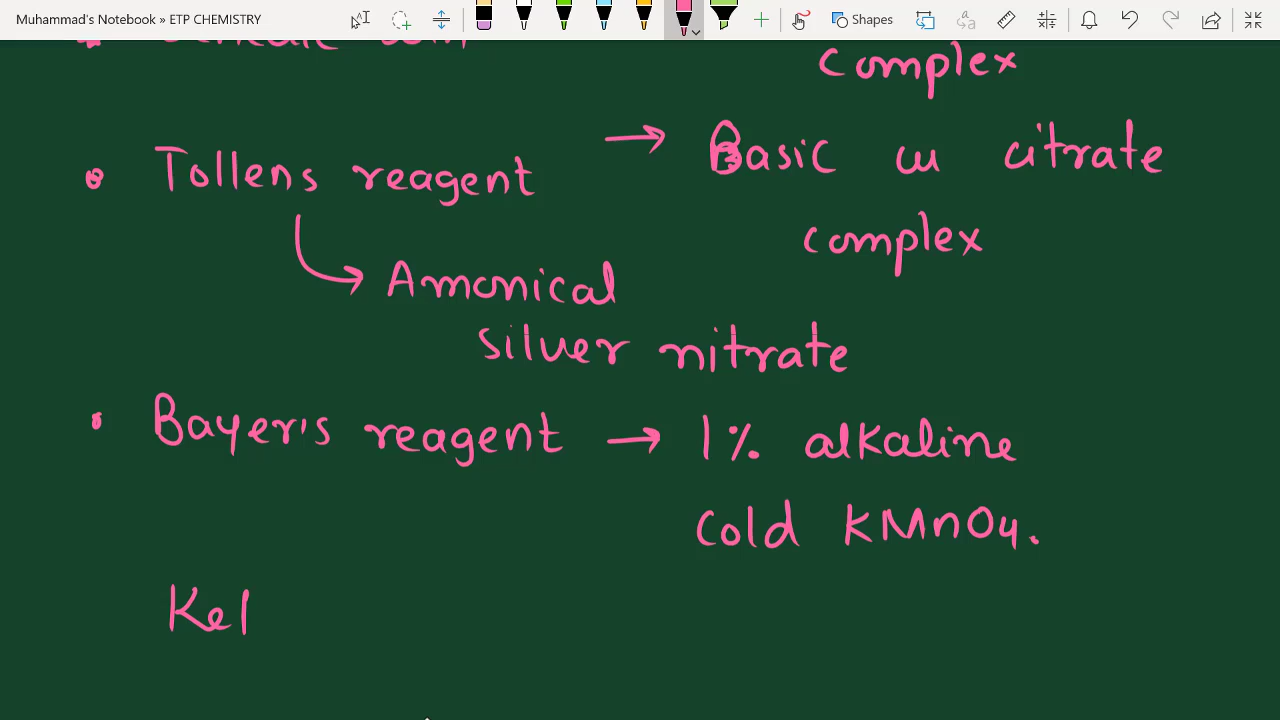 Muhammad's Notebook » ETP CHEMISTRY
Shapes
complex
Tollens reagent → Basic cu citrate
complex
Amonical
silver nitrate
Bayer's reagent → 1% alkaline
cold KMnO4.
Kel